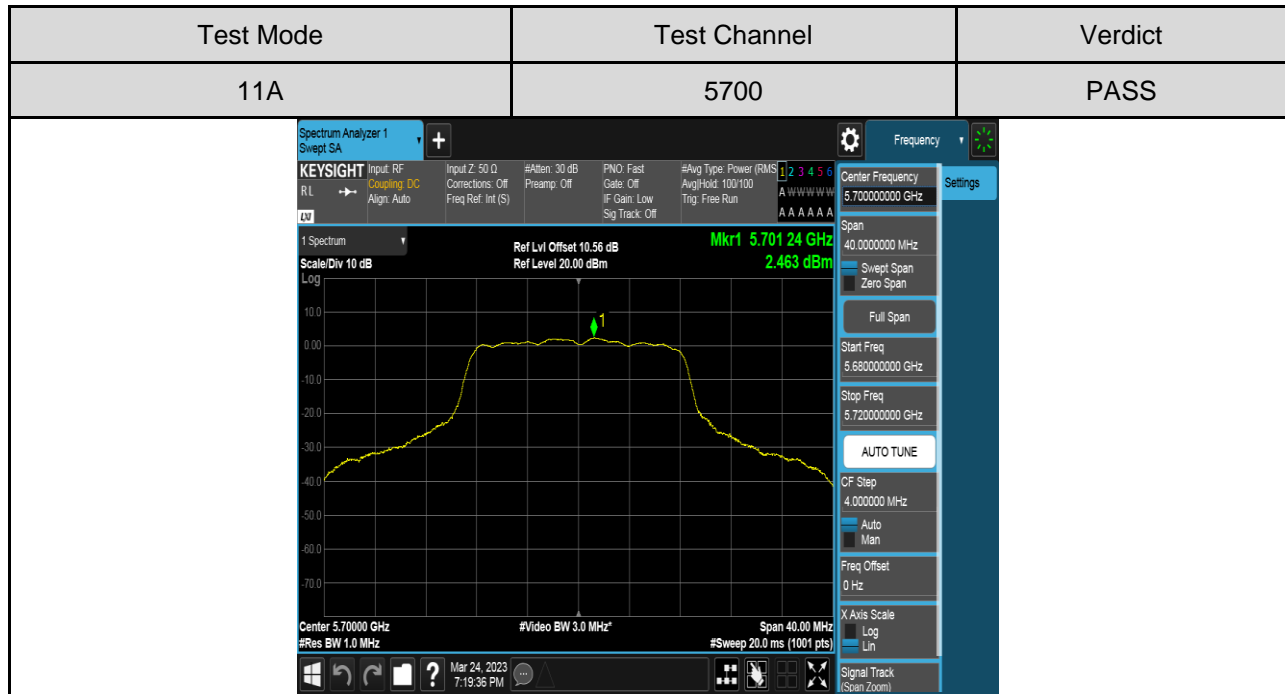 Test Mode Test Channel Verdict
11A 5700 PASS
Spectrum Analyzer 1
Swept SA
+
Frequency
KEYSIGHT
RL
LXI
Input: RF
Coupling: DC
Align: Auto
Input Z: 50 Ω
Corrections: Off
Freq Ref: Int (S)
#Atten: 30 dB
Preamp: Off
PNO: Fast
Gate: Off
IF Gain: Low
Sig Track: Off
#Avg Type: Power (RMS
Avg|Hold: 100/100
Trig: Free Run
1 2 3 4 5 6
A W W W W W
A A A A A A
1 Spectrum
Scale/Div 10 dB
Log
Ref Lvl Offset 10.56 dB
Ref Level 20.00 dBm
Mkr1 5.701 24 GHz
2.463 dBm
1
10.0
0.00
-10.0
-20.0
-30.0
-40.0
-50.0
-60.0
-70.0
Center 5.70000 GHz
#Res BW 1.0 MHz
#Video BW 3.0 MHz*
Span 40.00 MHz
#Sweep 20.0 ms (1001 pts)
?
Mar 24, 2023
7:19:36 PM
Center Frequency
5.700000000 GHz
Settings
Span
40.0000000 MHz
Swept Span
Zero Span
Full Span
Start Freq
5.680000000 GHz
Stop Freq
5.720000000 GHz
AUTO TUNE
CF Step
4.000000 MHz
Auto
Man
Freq Offset
0 Hz
X Axis Scale
Log
Lin
Signal Track
(Span Zoom)